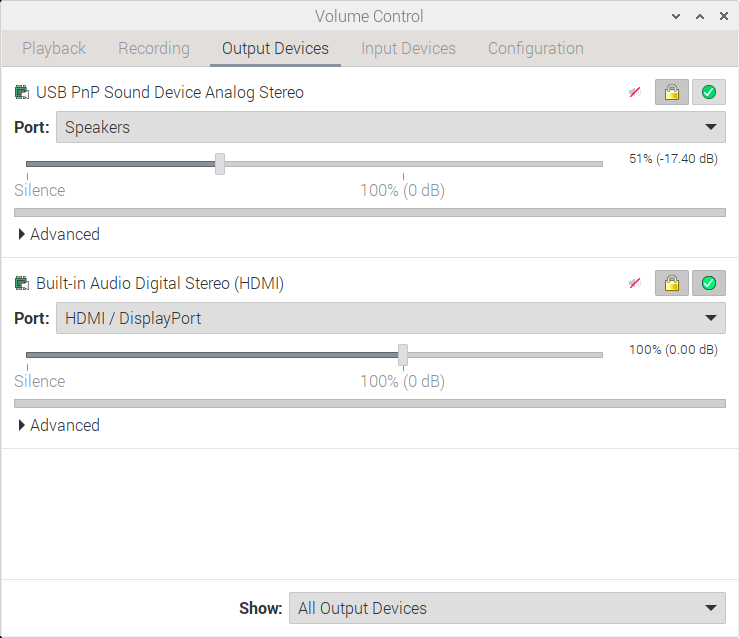 Volume Control
Playback Recording Output Devices Input Devices Configuration
USB PnP Sound Device Analog Stereo
Port: Speakers
51% (-17.40 dB)
Silence 100% (0 dB)
Advanced
Built-in Audio Digital Stereo (HDMI)
Port: HDMI / DisplayPort
100% (0.00 dB)
Silence 100% (0 dB)
Advanced
Show: All Output Devices